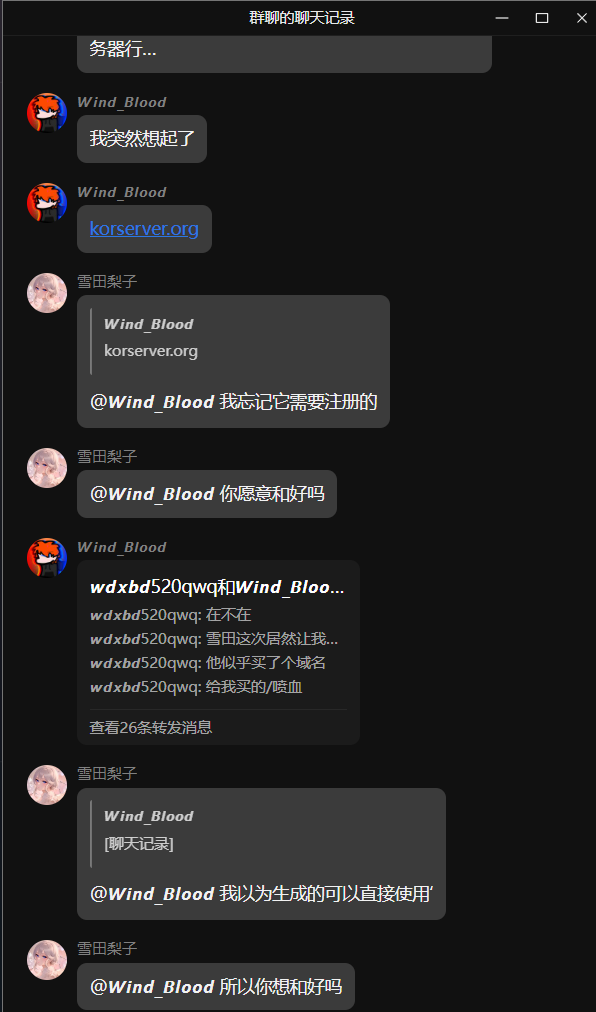 群聊的聊天记录
务器行...
Wind_Blood
我突然想起了
Wind_Blood
korserver.org
雪田梨子
Wind_Blood
korserver.org
@Wind_Blood 我忘记它需要注册的
雪田梨子
@Wind_Blood 你愿意和好吗
Wind_Blood
wdxbd520qwq和Wind_Bloo...
wdxbd520qwq: 在不在
wdxbd520qwq: 雪田这次居然让我...
wdxbd520qwq: 他似乎买了个域名
wdxbd520qwq: 给我买的/喷血
查看26条转发消息
雪田梨子
Wind_Blood
[聊天记录]
@Wind_Blood 我以为生成的可以直接使用‘
雪田梨子
@Wind_Blood 所以你想和好吗